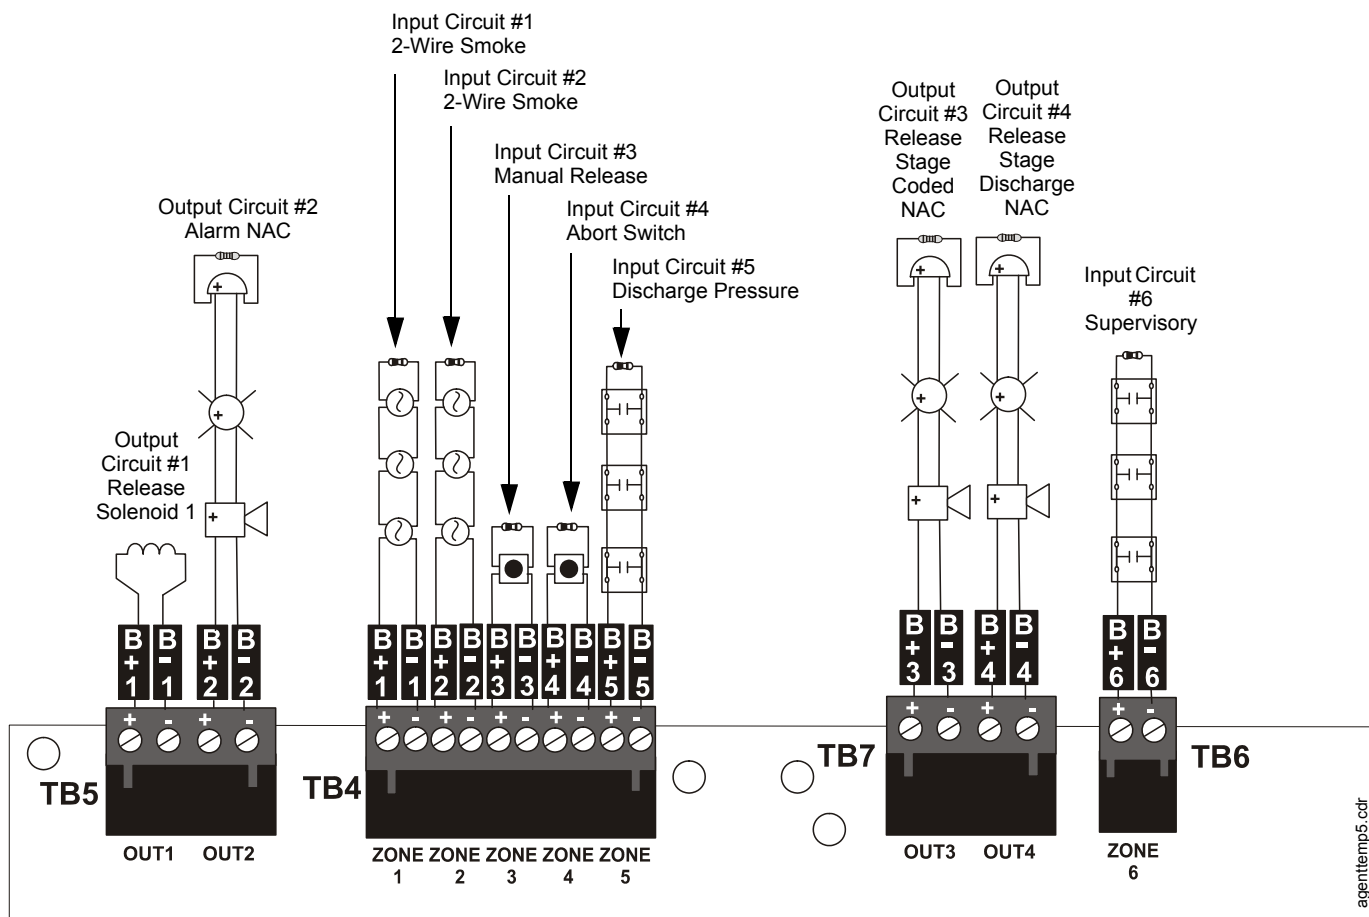 Input Circuit #1
2-Wire Smoke
Input Circuit #2
2-Wire Smoke
Input Circuit #3
Manual Release
Input Circuit #4
Abort Switch
Input Circuit #5
Discharge Pressure
Output Circuit #2
Alarm NAC
Output
Circuit #1
Release
Solenoid 1
Output
Circuit #3
Release
Stage
Coded
NAC
Output
Circuit #4
Release
Stage
Discharge
NAC
Input Circuit
#6
Supervisory
+
+
+
+
+
+
+
+
+
B+1
B-1
B+2
B-2
B+1
B-1
B+2
B-2
B+3
B-3
B+4
B-4
B+5
B-5
B+3
B-3
B+4
B-4
B+6
B-6
+ - + -
+ - + - + - + - + -
+ - + -
+ -
TB5
TB4
TB7
TB6
OUT1 OUT2
ZONE 1
ZONE 2
ZONE 3
ZONE 4
ZONE 5
OUT3 OUT4
ZONE 6
agenttemp5.cdr